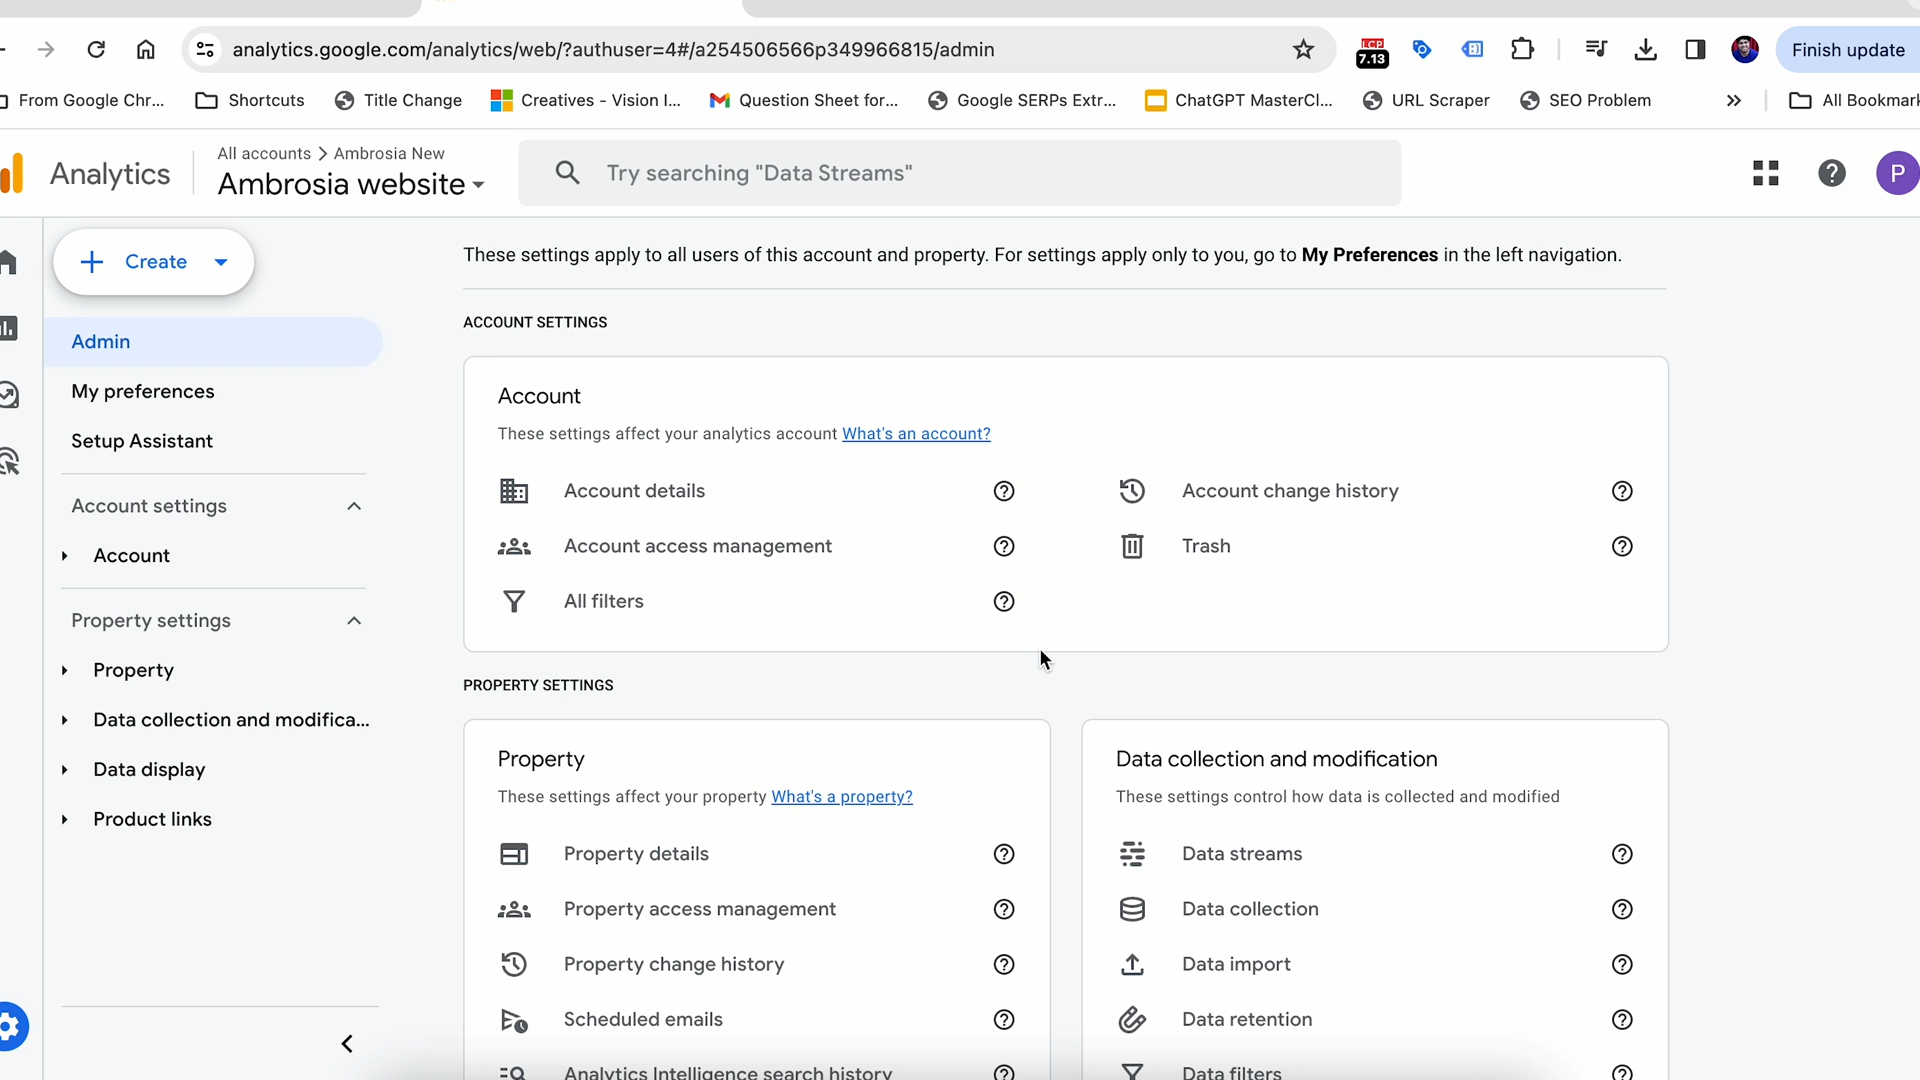 analytics.google.com/analytics/web/?authuser=4#/a254506566p349966815/admin
LCP
7.13
Finish update
From Google Chr...
Shortcuts
Title Change
Creatives - Vision I...
Question Sheet for...
Google SERPs Extr...
ChatGPT MasterCl...
URL Scraper
SEO Problem
All Bookmark
Analytics
All accounts > Ambrosia New
Ambrosia website
Try searching "Data Streams"
P
Create
Admin
My preferences
Setup Assistant
Account settings
Account
Property settings
Property
Data collection and modifica...
Data display
Product links
These settings apply to all users of this account and property. For settings apply only to you, go to My Preferences in the left navigation.
ACCOUNT SETTINGS
Account
These settings affect your analytics account What's an account?
Account details
Account change history
Account access management
Trash
All filters
PROPERTY SETTINGS
Property
These settings affect your property What's a property?
Property details
Property access management
Property change history
Scheduled emails
Analytics Intelligence search history
Data collection and modification
These settings control how data is collected and modified
Data streams
Data collection
Data import
Data retention
Data filters